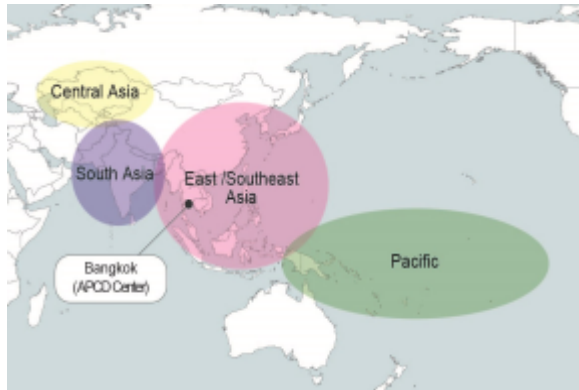 Central Asia
South Asia
East /Southeast
Asia
Bangkok
(APCD Center)
Pacific